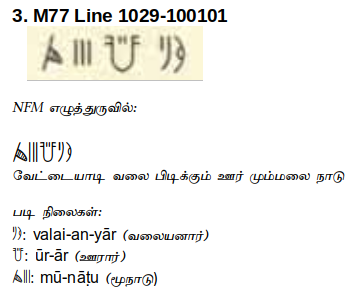 3. M77 Line 1029-100101
NFM எழுத்துருவில்:
வேட்டையாடி வலை பிடிக்கும் ஊர் மும்மலை நாடு
படி நிலைகள்:
: valai-an-yār (வலையனார்)
: ūr-ār (ஊரார்)
: mū-nāṭu (மூநாடு)